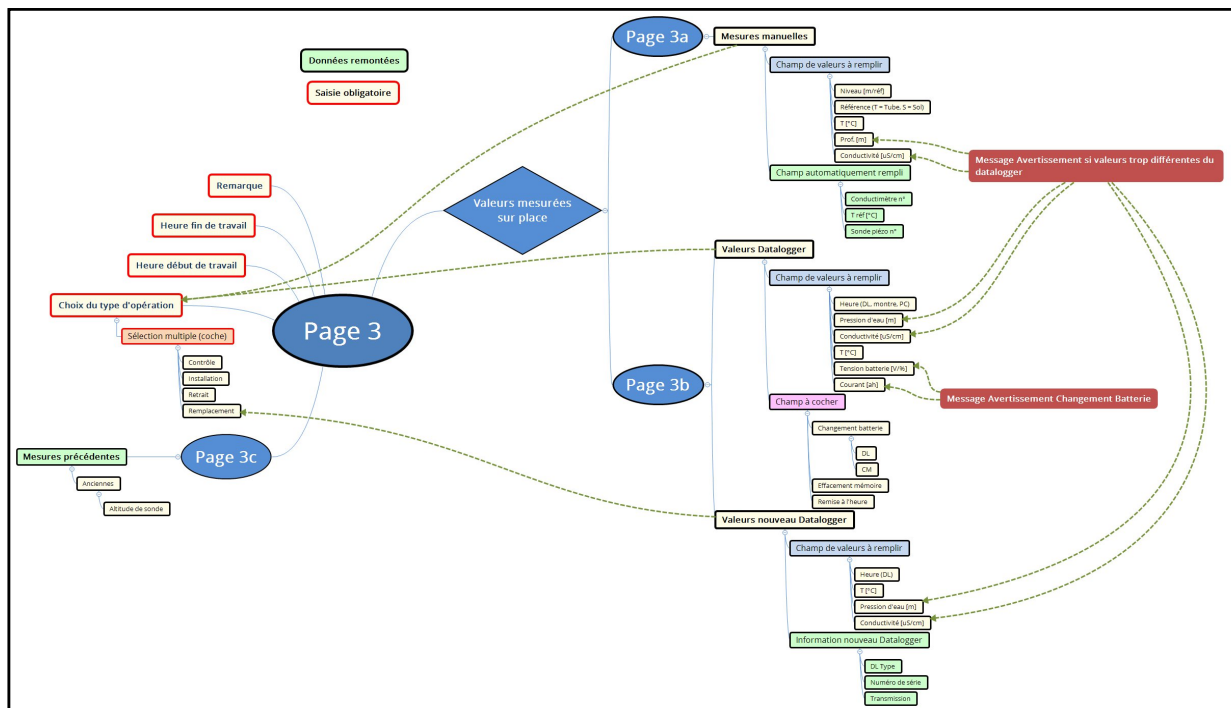 Données remontées
Saisie obligatoire
Remarque
Heure fin de travail
Heure début de travail
Choix du type d'opération
Sélection multiple (coche)
Contrôle
Installation
Retrait
Remplacement
Page 3
Page 3c
Mesures précédentes
Anciennes
Altitude de sonde
Valeurs mesurées
sur place
Page 3a
Mesures manuelles
Champ de valeurs à remplir
Niveau [m/réf]
Référence (T = Tube, S = Sol)
T [°C]
Prof. [m]
Conductivité [uS/cm]
Champ automatiquement rempli
Conductimètre n°
T réf [°C]
Sonde piézo n°
Message Avertissement si valeurs trop différentes du
datalogger
Page 3b
Valeurs Datalogger
Champ de valeurs à remplir
Heure (DL, montre, PC)
Pression d'eau [m]
Conductivité [uS/cm]
T [°C]
Tension batterie [V/%]
Courant [ah]
Message Avertissement Changement Batterie
Champ à cocher
Changement batterie
DL
CM
Effacement mémoire
Remise à l'heure
Valeurs nouveau Datalogger
Champ de valeurs à remplir
Heure (DL)
T [°C]
Pression d'eau [m]
Conductivité [uS/cm]
Information nouveau Datalogger
DL Type
Numéro de série
Transmission